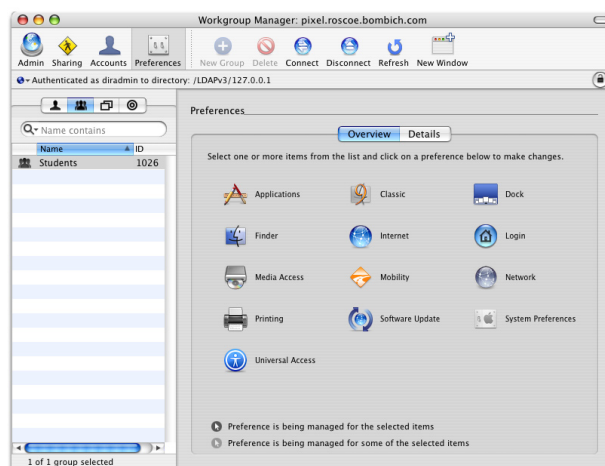 Workgroup Manager: pixel.roscoe.bombich.com
Admin Sharing Accounts Preferences New Group Delete Connect Disconnect Refresh New Window
Authenticated as diradmin to directory: /LDAPv3/127.0.0.1
Preferences
Name contains
Overview Details
Name ID
Select one or more items from the list and click on a preference below to make changes.
Students 1026
Applications Classic Dock
Finder Internet Login
Media Access Mobility Network
Printing Software Update System Preferences
Universal Access
Preference is being managed for the selected items
Preference is being managed for some of the selected items
1 of 1 group selected